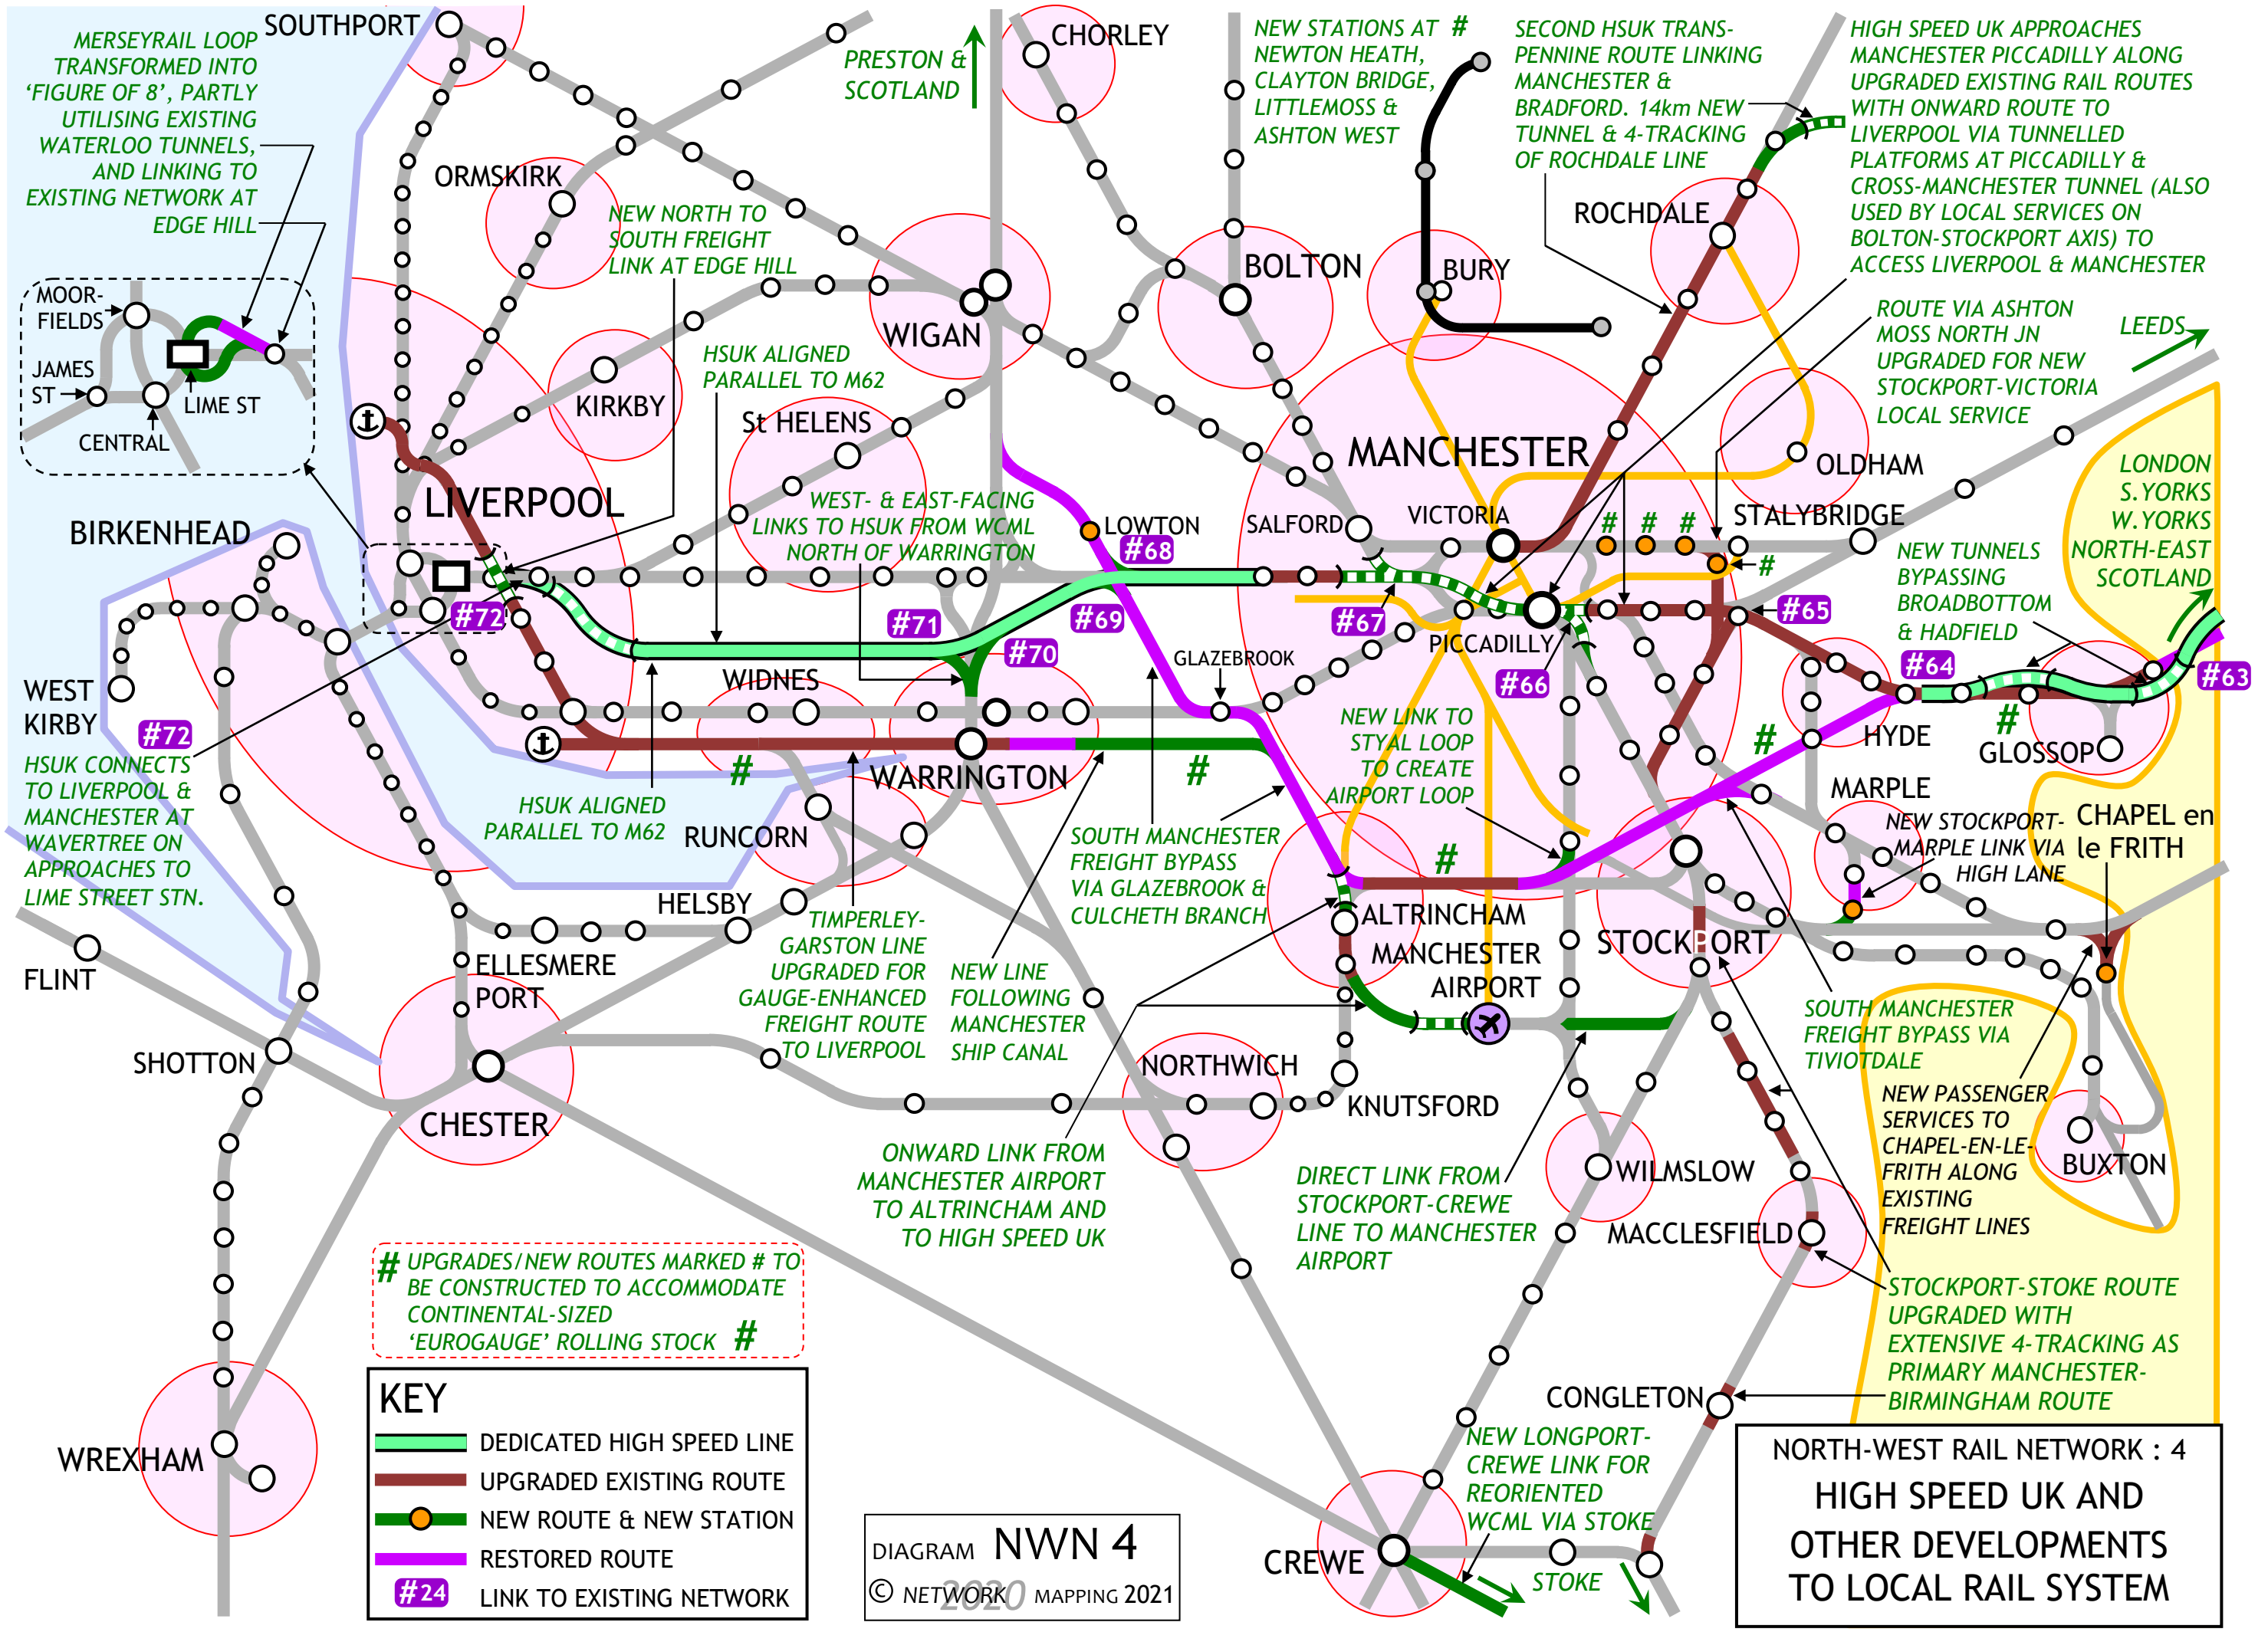 MERSEYRAIL LOOP
TRANSFORMED INTO
‘FIGURE OF 8’, PARTLY
UTILISING EXISTING
WATERLOO TUNNELS,
AND LINKING TO
EXISTING NETWORK AT
EDGE HILL
SOUTHPORT
PRESTON &
SCOTLAND
CHORLEY
NEW STATIONS AT #
NEWTON HEATH,
CLAYTON BRIDGE,
LITTLEMOSS &
ASHTON WEST
SECOND HSUK TRANS-
PENNINE ROUTE LINKING
MANCHESTER &
BRADFORD. 14km NEW
TUNNEL & 4-TRACKING
OF ROCHDALE LINE
HIGH SPEED UK APPROACHES
MANCHESTER PICCADILLY ALONG
UPGRADED EXISTING RAIL ROUTES
WITH ONWARD ROUTE TO
LIVERPOOL VIA TUNNELLED
PLATFORMS AT PICCADILLY &
CROSS-MANCHESTER TUNNEL (ALSO
USED BY LOCAL SERVICES ON
BOLTON-STOCKPORT AXIS) TO
ACCESS LIVERPOOL & MANCHESTER
ORMSKIRK
NEW NORTH TO
SOUTH FREIGHT
LINK AT EDGE HILL
ROCHDALE
BOLTON
BURY
WIGAN
MOOR-
FIELDS
JAMES
ST
LIME ST
CENTRAL
HSUK ALIGNED
PARALLEL TO M62
KIRKBY
St HELENS
ROUTE VIA ASHTON
MOSS NORTH JN
UPGRADED FOR NEW
STOCKPORT-VICTORIA
LOCAL SERVICE
LEEDS
MANCHESTER
OLDHAM
LONDON
S.YORKS
W.YORKS
NORTH-EAST
SCOTLAND
LIVERPOOL
WEST- & EAST-FACING
LINKS TO HSUK FROM WCML
NORTH OF WARRINGTON
LOWTON
#68
SALFORD
VICTORIA
# # #
STALYBRIDGE
BIRKENHEAD
#
NEW TUNNELS
BYPASSING
BROADBOTTOM
& HADFIELD
#72
#71
#69
#67
#65
#70
PICCADILLY
GLAZEBROOK
#66
#64
#63
WEST
KIRBY
WIDNES
#72
HSUK CONNECTS
TO LIVERPOOL &
MANCHESTER AT
WAVERTREE ON
APPROACHES TO
LIME STREET STN.
NEW LINK TO
STYAL LOOP
TO CREATE
AIRPORT LOOP
#
#
HYDE
GLOSSOP
#
#
WARRINGTON
HSUK ALIGNED
PARALLEL TO M62
RUNCORN
SOUTH MANCHESTER
FREIGHT BYPASS
VIA GLAZEBROOK &
CULCHETH BRANCH
#
MARPLE
NEW STOCKPORT-
MARPLE LINK VIA
HIGH LANE
CHAPEL en
le FRITH
HELSBY
TIMPERLEY-
GARSTON LINE
UPGRADED FOR
GAUGE-ENHANCED
FREIGHT ROUTE
TO LIVERPOOL
NEW LINE
FOLLOWING
MANCHESTER
SHIP CANAL
ALTRINCHAM
MANCHESTER
AIRPORT
STOCKPORT
FLINT
ELLESMERE
PORT
SOUTH MANCHESTER
FREIGHT BYPASS VIA
TIVIOTDALE
SHOTTON
NORTHWICH
KNUTSFORD
CHESTER
NEW PASSENGER
SERVICES TO
CHAPEL-EN-LE-
FRITH ALONG
EXISTING
FREIGHT LINES
BUXTON
ONWARD LINK FROM
MANCHESTER AIRPORT
TO ALTRINCHAM AND
TO HIGH SPEED UK
DIRECT LINK FROM
STOCKPORT-CREWE
LINE TO MANCHESTER
AIRPORT
WILMSLOW
MACCLESFIELD
# UPGRADES/NEW ROUTES MARKED # TO
BE CONSTRUCTED TO ACCOMMODATE
CONTINENTAL-SIZED
‘EUROGAUGE’ ROLLING STOCK #
STOCKPORT-STOKE ROUTE
UPGRADED WITH
EXTENSIVE 4-TRACKING AS
PRIMARY MANCHESTER-
BIRMINGHAM ROUTE
KEY
DEDICATED HIGH SPEED LINE
UPGRADED EXISTING ROUTE
NEW ROUTE & NEW STATION
RESTORED ROUTE
#24 LINK TO EXISTING NETWORK
WREXHAM
CONGLETON
NEW LONGPORT-
CREWE LINK FOR
REORIENTED
WCML VIA STOKE
CREWE
STOKE
DIAGRAM NWN 4
© NETWORK 2020 MAPPING 2021
NORTH-WEST RAIL NETWORK : 4
HIGH SPEED UK AND
OTHER DEVELOPMENTS
TO LOCAL RAIL SYSTEM